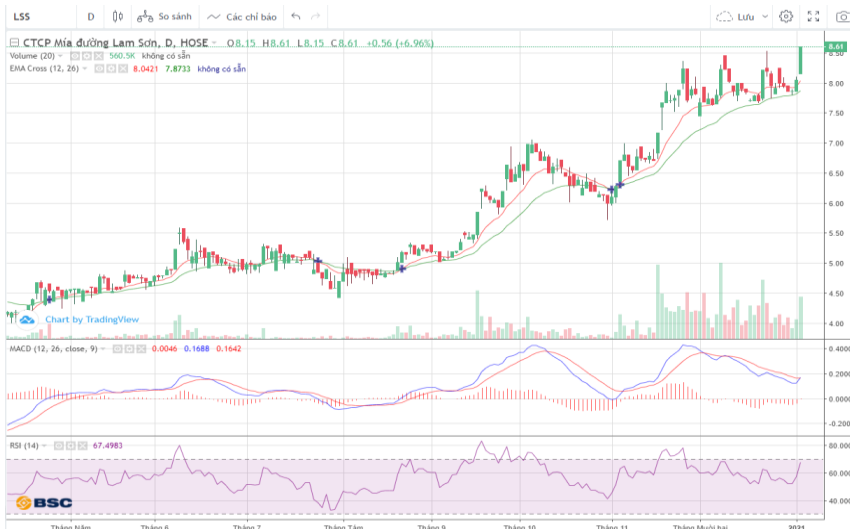 LSS D So sánh Các chỉ báo Lưu
CTCP Mía đường Lam Sơn, D, HOSE O8.15 H8.61 L8.15 C8.61 +0.56 (+6.96%)
Volume (20) 560.5K không có sẵn
EMA Cross (12, 26) 8.0421 7.8733 không có sẵn
8.61
8.50
8.00
7.50
7.00
6.50
6.00
5.50
5.00
4.50
4.00
Chart by TradingView
MACD (12, 26, close, 9) 0.0046 0.1688 0.1642
0.4000
0.2000
0.0000
-0.2000
RSI (14) 67.4983
80.0000
60.0000
40.0000
BSC
Tháng Năm Tháng 6 Tháng 7 Tháng Tám Tháng 9 Tháng 10 Tháng 11 Tháng Mười hai 2021